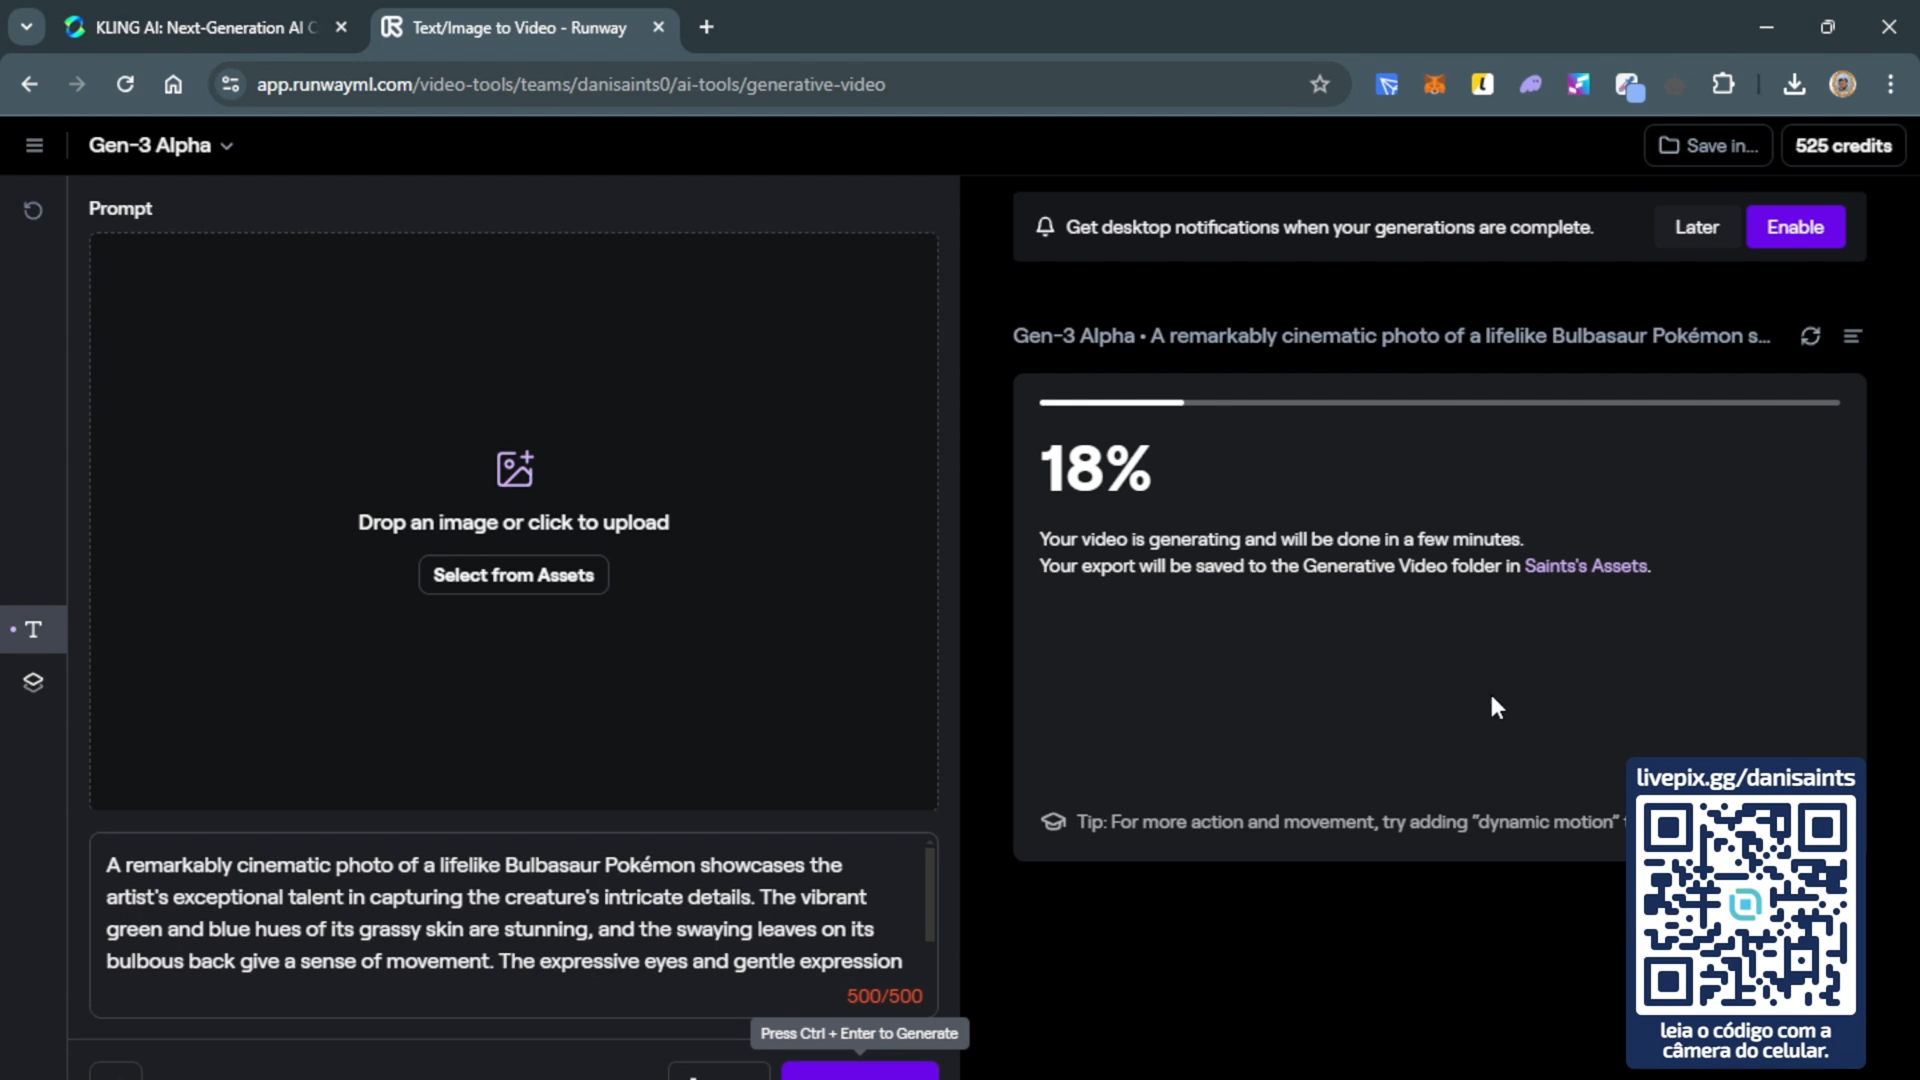 KLING AI: Next-Generation AI C
Text/Image to Video - Runway
app.runwayml.com/video-tools/teams/danisaints0/ai-tools/generative-video
Gen-3 Alpha
Save in...
525 credits
Prompt
Get desktop notifications when your generations are complete.
Later
Enable
Gen-3 Alpha • A remarkably cinematic photo of a lifelike Bulbasaur Pokémon s...
18%
Your video is generating and will be done in a few minutes.
Your export will be saved to the Generative Video folder in Saints's Assets.
Drop an image or click to upload
Select from Assets
T
Tip: For more action and movement, try adding "dynamic motion"
A remarkably cinematic photo of a lifelike Bulbasaur Pokémon showcases the
artist's exceptional talent in capturing the creature's intricate details. The vibrant
green and blue hues of its grassy skin are stunning, and the swaying leaves on its
bulbous back give a sense of movement. The expressive eyes and gentle expression
500/500
Press Ctrl + Enter to Generate
livepix.gg/danisaints
leia o código com a
câmera do celular.